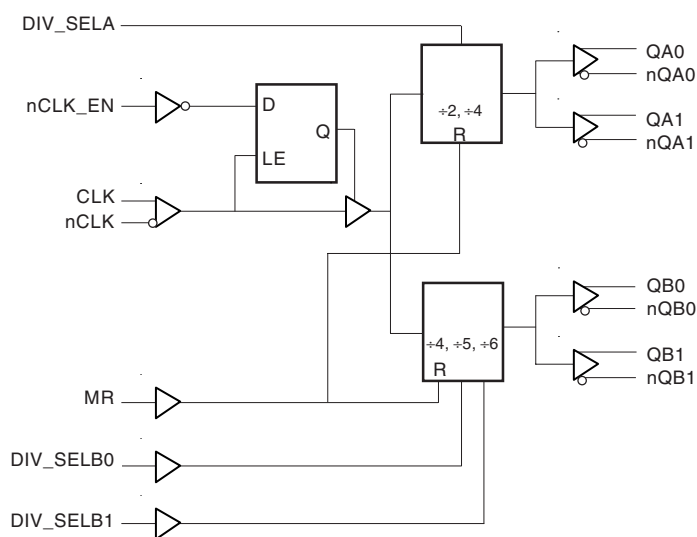 DIV_SELA
QA0
nQA0
nCLK_EN
D
÷2, ÷4
QA1
Q
R
nQA1
LE
CLK
nCLK
QB0
nQB0
÷4, ÷5, ÷6
QB1
R
nQB1
MR
DIV_SELB0
DIV_SELB1